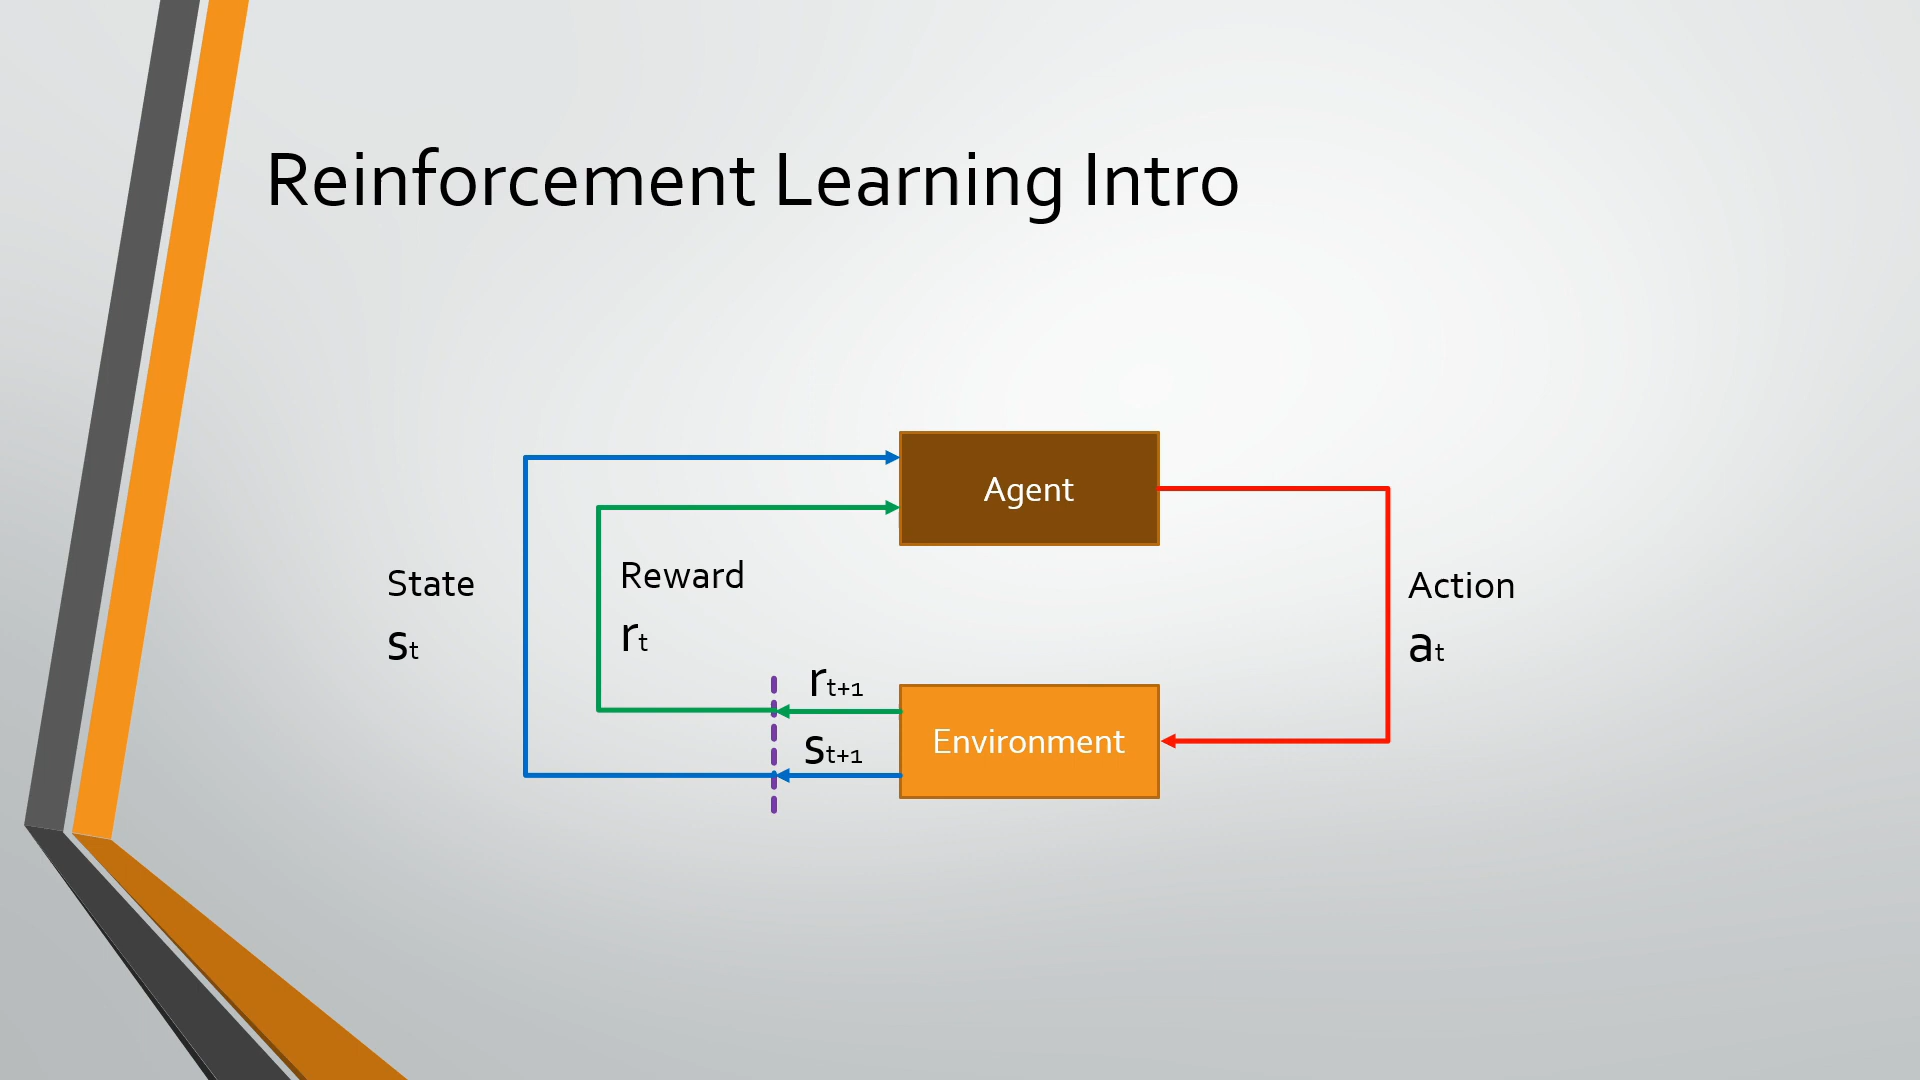 Reinforcement Learning Intro
Agent
State
sₜ
Reward
rₜ
Action
aₜ
rₜ₊₁
sₜ₊₁
Environment